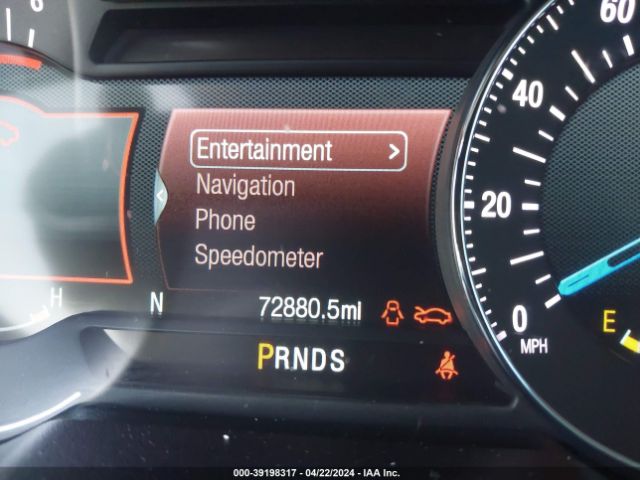 6
60
40
20
0
MPH
E
H
Entertainment >
Navigation
Phone
Speedometer
N 72880.5mi
PRNDS
000-39198317 - 04/22/2024 - IAA Inc.